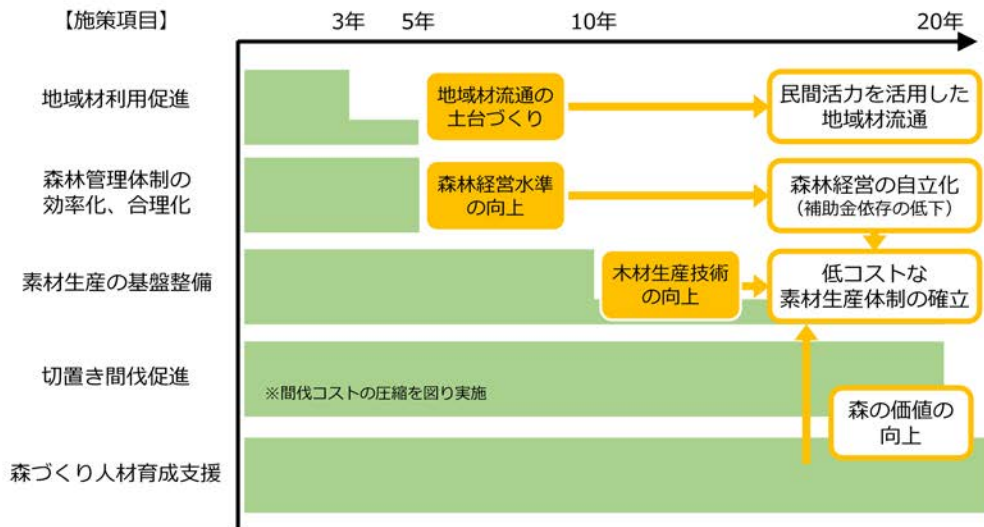 【施策項目】
3年
5年
10年
20年
地域材利用促進
地域材流通の
土台づくり
民間活力を活用した
地域材流通
森林管理体制の
効率化、合理化
森林経営水準
の向上
森林経営の自立化
（補助金依存の低下）
素材生産の基盤整備
木材生産技術
の向上
低コストな
素材生産体制の確立
切置き間伐促進
※間伐コストの圧縮を図り実施
森の価値の
向上
森づくり人材育成支援